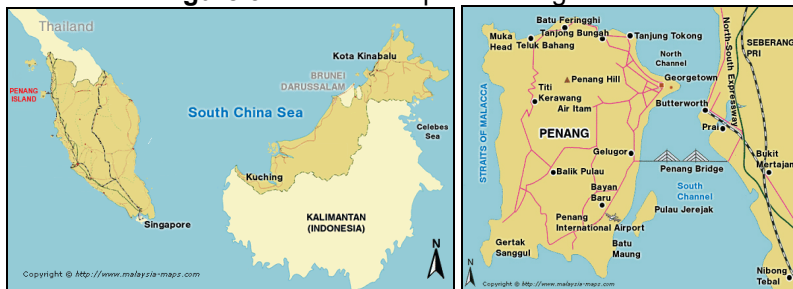 Thailand
Kota Kinabalu
PENANG
ISLAND
BRUNEI
DARUSSALAM
South China Sea
Celebes
Sea
Kuching
Singapore
KALIMANTAN
(INDONESIA)
N
Copyright © http://www.malaysia-maps.com
Batu Feringghi
Muka
Head
Tanjong Bungah
Teluk Bahang
Tanjung Tokong
North
Channel
North-South Expressway
SEBERANG
PRI
Penang Hill
Georgetown
Titi
Kerawang
Air Itam
Butterworth
STRAITS OF MALACCA
PENANG
Prai
Gelugor
Bukit
Mertajan
Penang Bridge
Balik Pulau
South
Channel
Bayan
Baru
Pulau Jerejak
Penang
International Airport
Gertak
Sanggul
Batu
Maung
N
Nibong
Tebal
Copyright © http://www.malaysia-maps.com